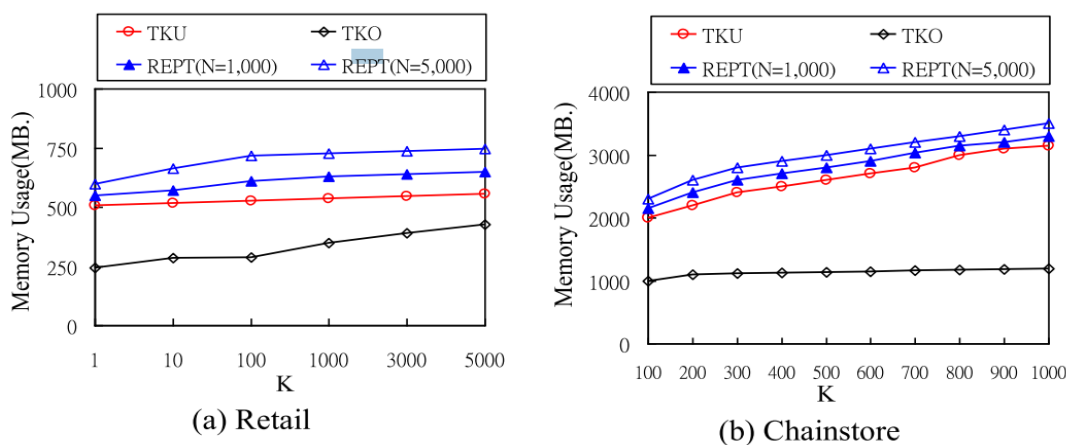 TKU TKO
REPT(N=1,000) REPT(N=5,000)
1000
750
500
250
0
Memory Usage(MB.)
1 10 100 1000 3000 5000
K
(a) Retail
TKU TKO
REPT(N=1,000) REPT(N=5,000)
4000
3000
2000
1000
0
Memory Usage(MB.)
100 200 300 400 500 600 700 800 900 1000
K
(b) Chainstore